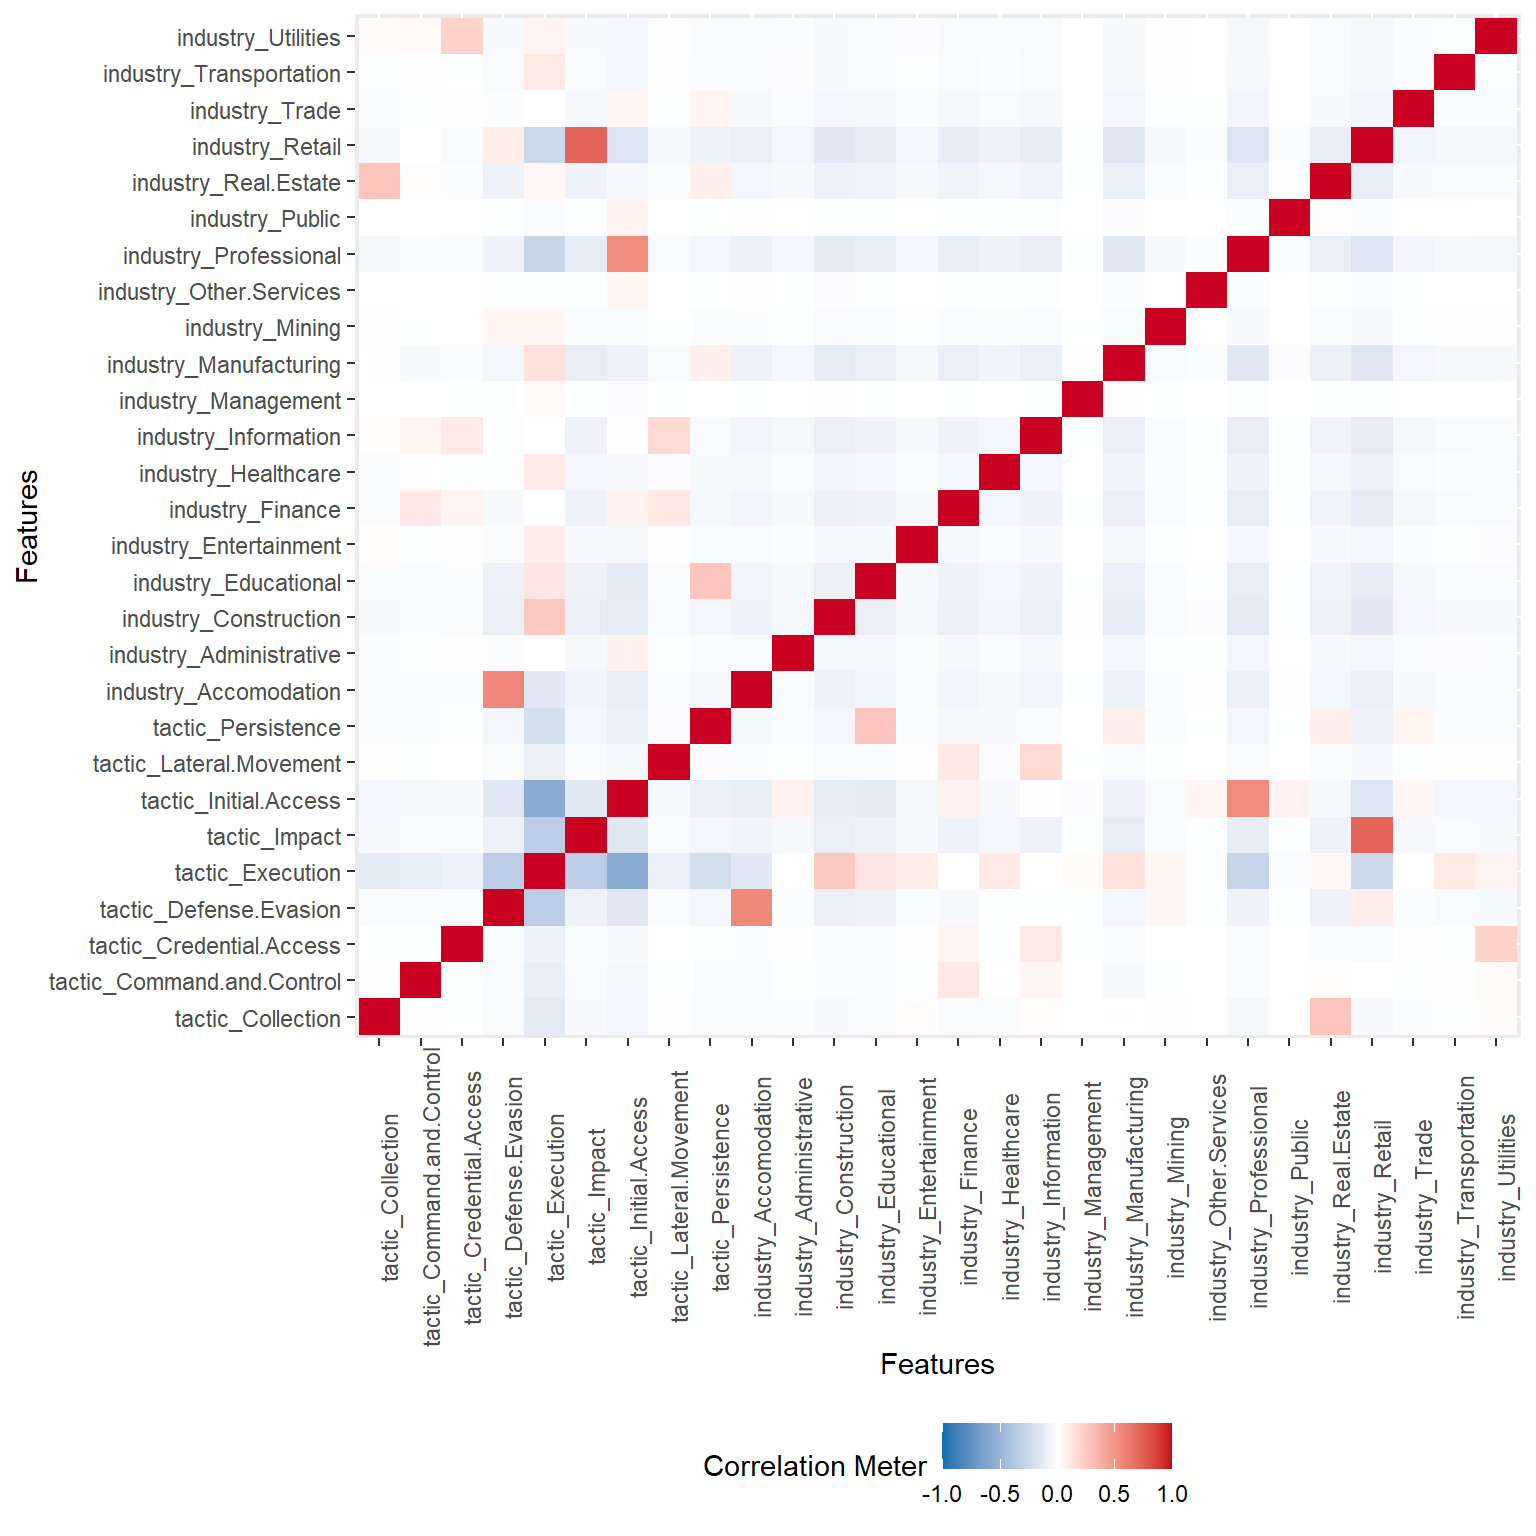 industry_Utilities
industry_Transportation
industry_Trade
industry_Retail
industry_Real.Estate
industry_Public
industry_Professional
industry_Other.Services
industry_Mining
industry_Manufacturing
industry_Management
industry_Information
industry_Healthcare
industry_Finance
industry_Entertainment
industry_Educational
industry_Construction
industry_Administrative
industry_Accomodation
tactic_Persistence
tactic_Lateral.Movement
tactic_Initial.Access
tactic_Impact
tactic_Execution
tactic_Defense.Evasion
tactic_Credential.Access
tactic_Command.and.Control
tactic_Collection
Features
tactic_Collection
tactic_Command.and.Control
tactic_Credential.Access
tactic_Defense.Evasion
tactic_Execution
tactic_Impact
tactic_Initial.Access
tactic_Lateral.Movement
tactic_Persistence
industry_Accomodation
industry_Administrative
industry_Construction
industry_Educational
industry_Entertainment
industry_Finance
industry_Healthcare
industry_Information
industry_Management
industry_Manufacturing
industry_Mining
industry_Other.Services
industry_Professional
industry_Public
industry_Real.Estate
industry_Retail
industry_Trade
industry_Transportation
industry_Utilities
Features
Correlation Meter
-1.0 -0.5 0.0 0.5 1.0